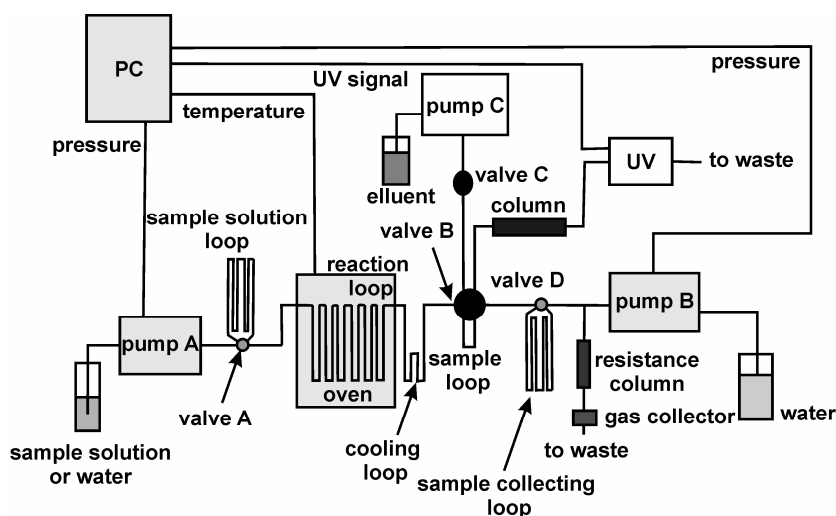 PC
pressure
UV signal
pump C
temperature
pressure
UV
to waste
elluent
valve C
column
sample solution
loop
valve B
reaction
loop
valve D
pump B
pump A
oven
sample
loop
resistance
column
valve A
gas collector
water
sample solution
or water
cooling
loop
to waste
sample collecting
loop